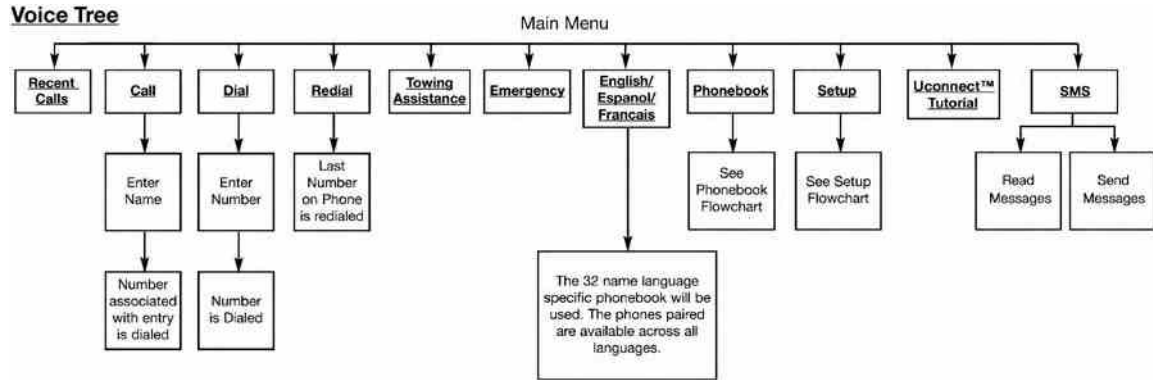 Voice Tree
Main Menu
Recent
Calls
Call
Dial
Redial
Towing
Assistance
Emergency
English/
Espanol/
Francais
Phonebook
Setup
Uconnect™
Tutorial
SMS
Enter
Name
Enter
Number
Last
Number
on Phone
is redialed
See
Phonebook
Flowchart
See Setup
Flowchart
Read
Messages
Send
Messages
Number
associated
with entry
is dialed
Number
is Dialed
The 32 name language
specific phonebook will be
used. The phones paired
are available across all
languages.